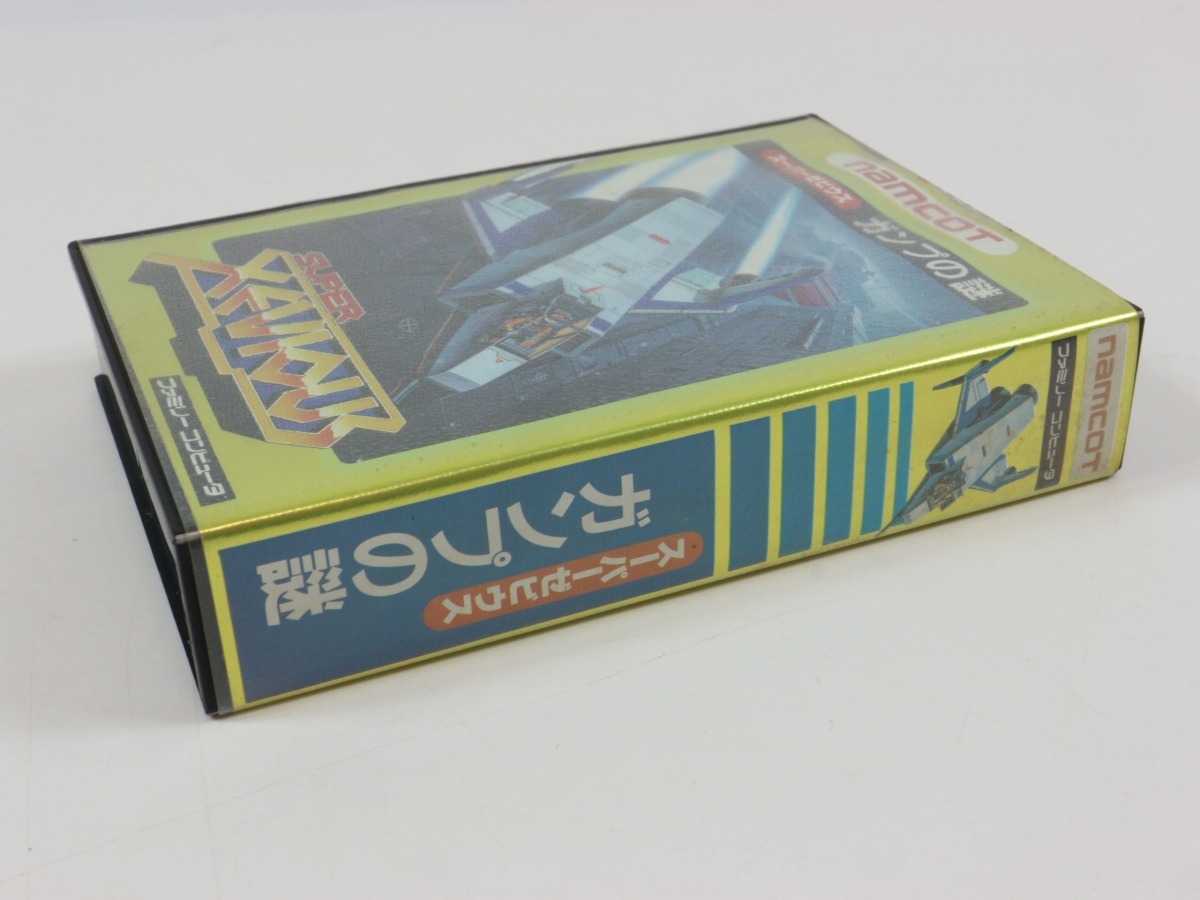 namcot
スーパーゼビウス
ガンプの謎
SUPER
XEVIOUS
ファミリーコンピュータ
namcot
ファミリーコンピュータ
スーパーゼビウス
ガンプの謎